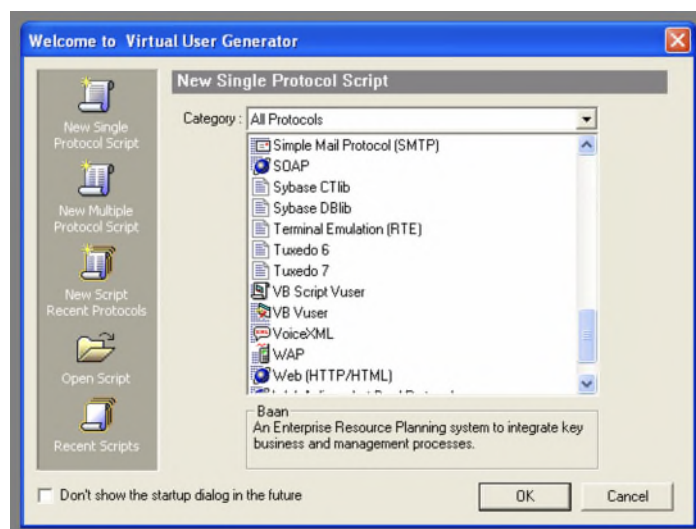 Welcome to Virtual User Generator
New Single
Protocol Script
New Multiple
Protocol Script
New Script
Recent Protocols
Open Script
Recent Scripts
New Single Protocol Script
Category : All Protocols
Simple Mail Protocol (SMTP)
SOAP
Sybase CTlib
Sybase DBlib
Terminal Emulation (RTE)
Tuxedo 6
Tuxedo 7
VB Script Vuser
VB Vuser
VoiceXML
WAP
Web (HTTP/HTML)
Baan
An Enterprise Resource Planning system to integrate key
business and management processes.
Don't show the startup dialog in the future
OK
Cancel